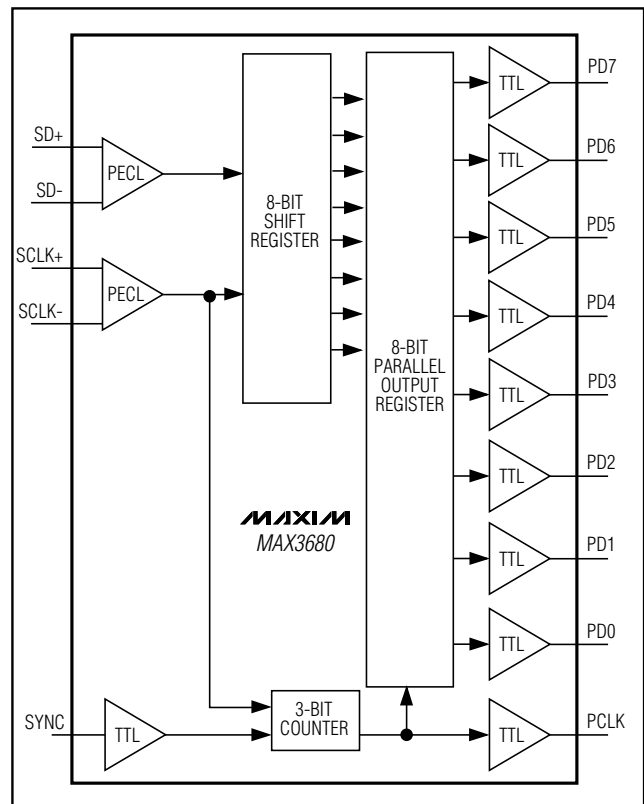 TTL
PD7
SD+
PECL
SD-
TTL
PD6
8-BIT
SHIFT
REGISTER
TTL
PD5
SCLK+
PECL
SCLK-
TTL
PD4
8-BIT
PARALLEL
OUTPUT
REGISTER
TTL
PD3
TTL
PD2
MAXIM
MAX3680
TTL
PD1
TTL
PD0
SYNC
TTL
3-BIT
COUNTER
TTL
PCLK